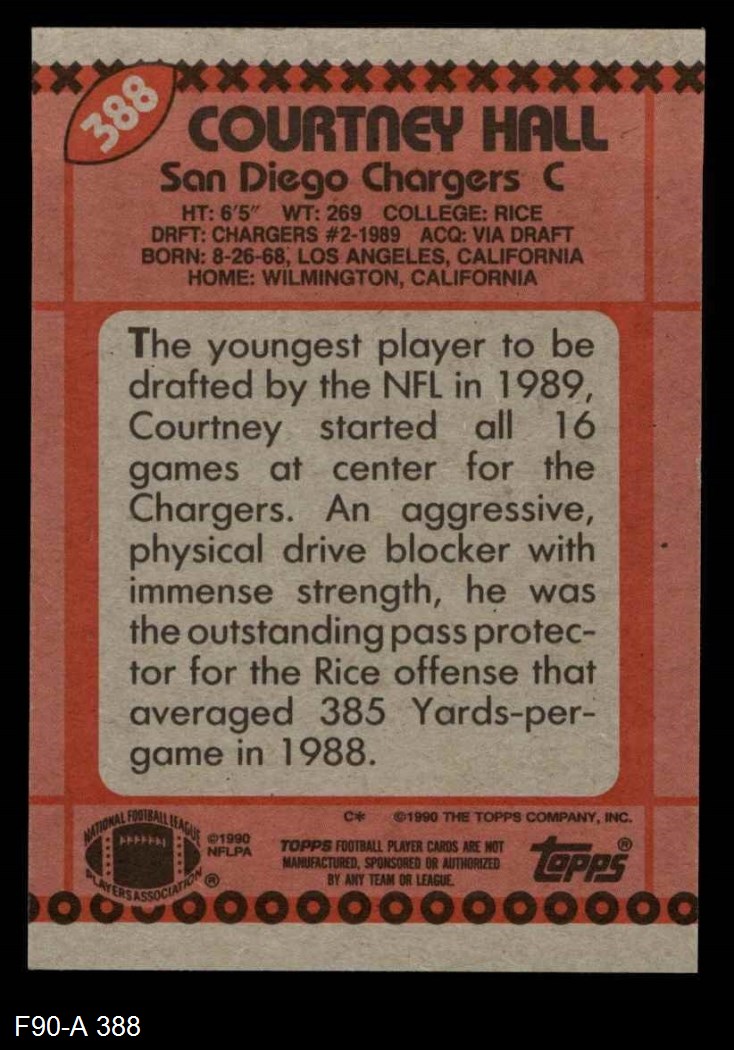 388
COURTNEY HALL
San Diego Chargers C
HT: 6'5" WT: 269 COLLEGE: RICE
DRFT: CHARGERS #2-1989 ACQ: VIA DRAFT
BORN: 8-26-68, LOS ANGELES, CALIFORNIA
HOME: WILMINGTON, CALIFORNIA
The youngest player to be
drafted by the NFL in 1989,
Courtney started all 16
games at center for the
Chargers. An aggressive,
physical drive blocker with
immense strength, he was
the outstanding pass protec-
tor for the Rice offense that
averaged 385 Yards-per-
game in 1988.
C* ©1990 THE TOPPS COMPANY, INC.
NATIONAL FOOTBALL LEAGUE
PLAYERS ASSOCIATION ®
©1990
NFLPA
TOPPS FOOTBALL PLAYER CARDS ARE NOT
MANUFACTURED, SPONSORED OR AUTHORIZED
BY ANY TEAM OR LEAGUE.
topps®
F90-A 388